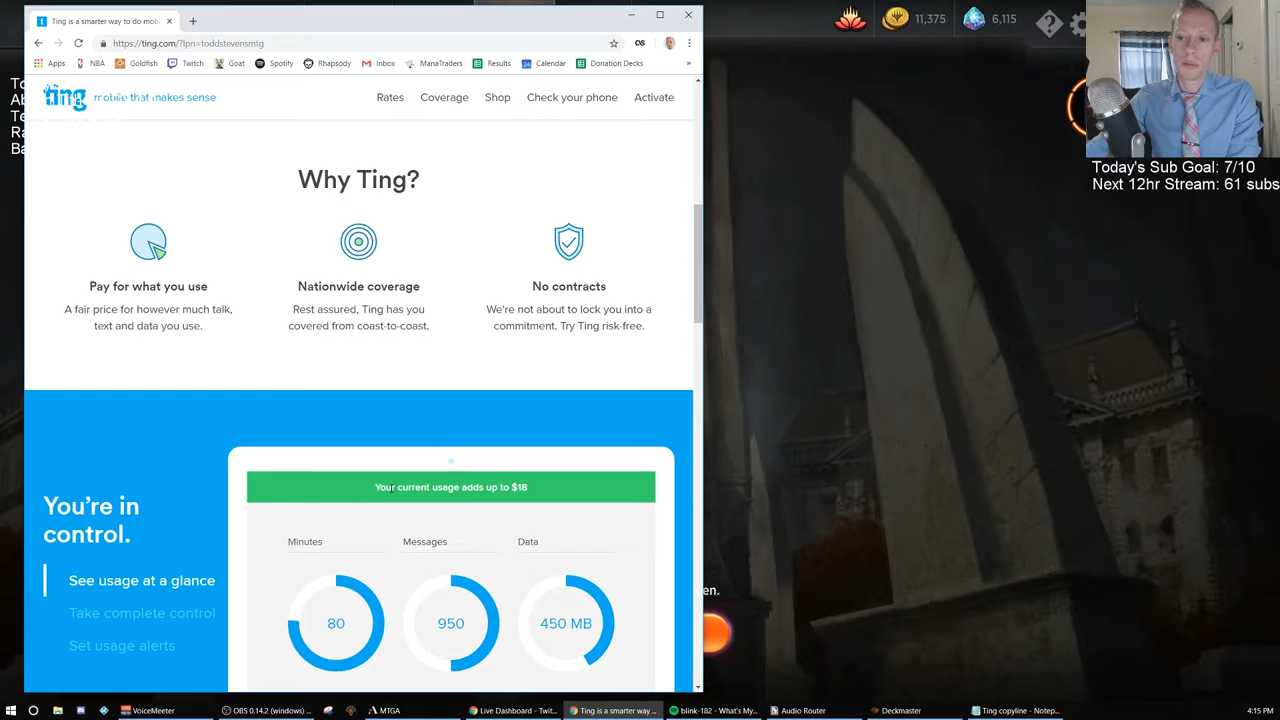 Ting is a smarter way to do mobi
https://ting.com/?lpn=toddstevensmtg
Apps
NBA
Goldfish
Twitch
Goat
Spotify
Rhapsody
Inbox
ManaTraders
Results
Calendar
Donation Decks
»
11,375
6,115
ting
mobile that makes sense
Rates
Coverage
Shop
Check your phone
Activate
Today's Sub Goal: 7/10
Next 12hr Stream: 61 subs
Why Ting?
Pay for what you use
A fair price for however much talk,
text and data you use.
Nationwide coverage
Rest assured, Ting has you
covered from coast-to-coast.
No contracts
We're not about to lock you into a
commitment. Try Ting risk-free.
You're in
control.
See usage at a glance
Take complete control
Set usage alerts
Your current usage adds up to $18
Minutes
Messages
Data
80
950
450 MB
en.
VoiceMeeter
OBS 0.14.2 (windows) ...
MTGA
Live Dashboard - Twit...
Ting is a smarter way ...
blink-182 - What's My...
Audio Router
Deckmaster
Ting copyline - Notep...
4:15 PM